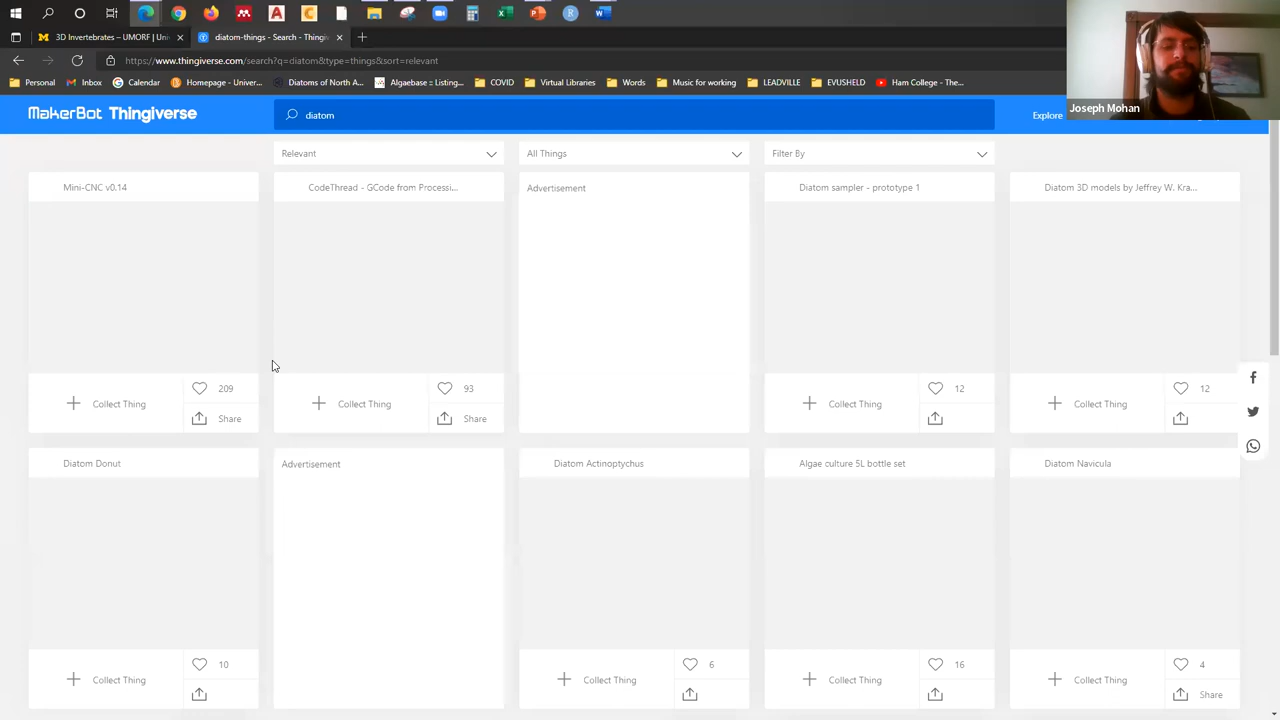 3D Invertebrates – UMORF | Uni
diatom-things - Search - Thingi
https://www.thingiverse.com/search?q=diatom&type=things&sort=relevant
Personal
Inbox
Calendar
Homepage - Univer...
Diatoms of North A...
Algaebase :: Listing...
COVID
Virtual Libraries
Words
Music for working
LEADVILLE
EVUSHELD
Ham College - The...
Joseph Mohan
MakerBot Thingiverse
diatom
Explore
Relevant
All Things
Filter By
Mini-CNC v0.14
CodeThread - GCode from Processi...
Advertisement
Diatom sampler - prototype 1
Diatom 3D models by Jeffrey W. Kra...
Collect Thing
209
Share
Collect Thing
93
Share
Collect Thing
12
Collect Thing
12
Diatom Donut
Advertisement
Diatom Actinoptychus
Algae culture 5L bottle set
Diatom Navicula
Collect Thing
10
Collect Thing
6
Collect Thing
16
Collect Thing
4
Share